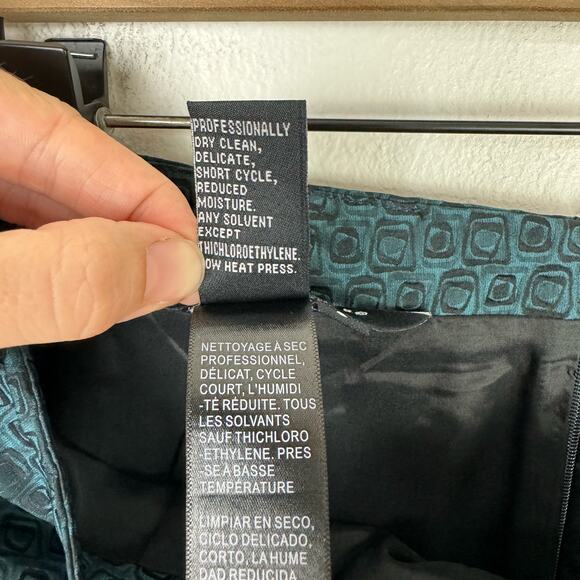 PROFESSIONALLY
DRY CLEAN,
DELICATE,
SHORT CYCLE,
REDUCED
MOISTURE.
ANY SOLVENT
EXCEPT
THICHLOROETHYLENE.
LOW HEAT PRESS.
NETTOYAGE À SEC
PROFESSIONNEL,
DÉLICAT, CYCLE
COURT, L'HUMIDI
-TÉ RÉDUITE. TOUS
LES SOLVANTS
SAUF THICHLORO
-ETHYLENE. PRES
-SE À BASSE
TEMPÉRATURE
LIMPIAR EN SECO,
CICLO DELICADO,
CORTO, LA HUME
DAD REDUCIDA